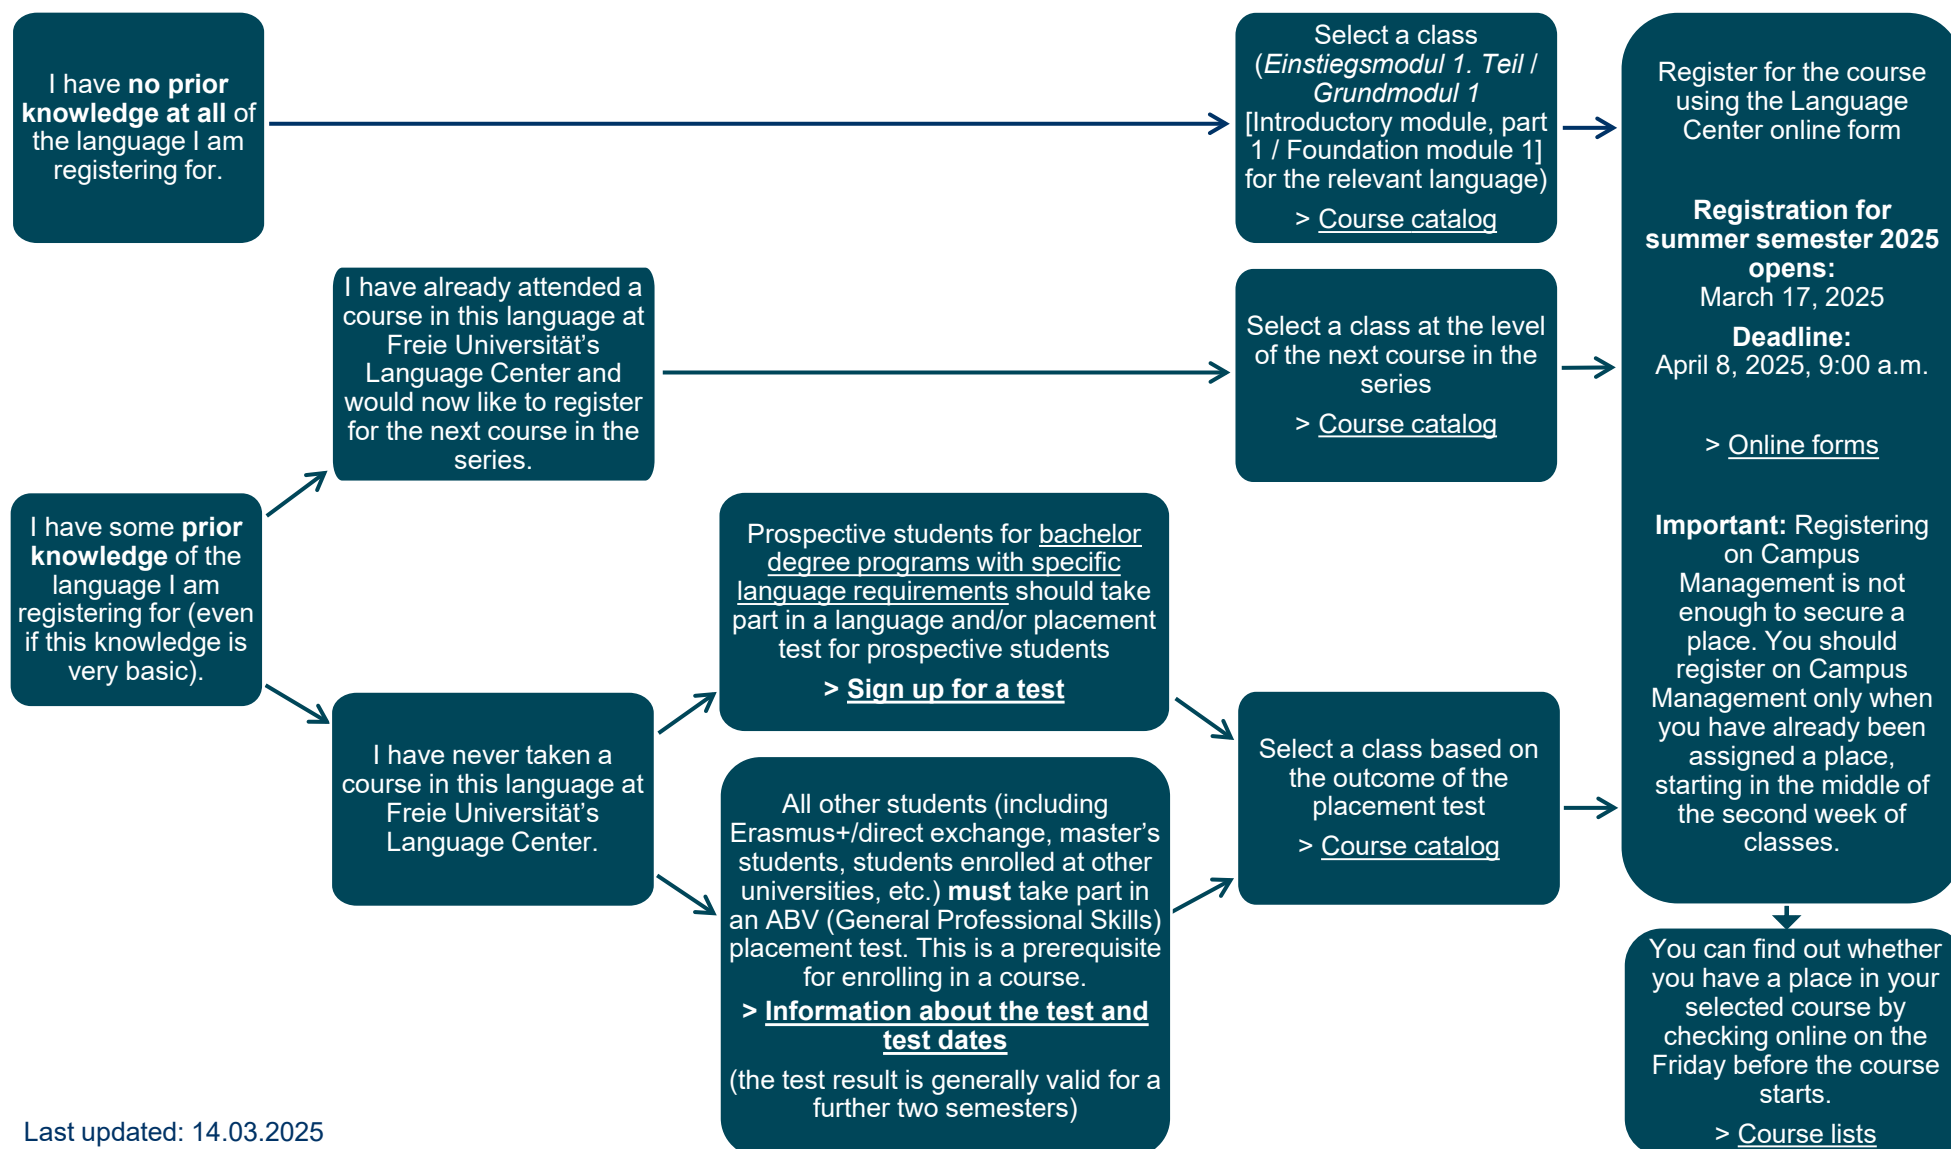 I have no prior
knowledge at all of
the language I am
registering for.
Select a class
(Einstiegsmodul 1. Teil /
Grundmodul 1
[Introductory module, part
1 / Foundation module 1]
for the relevant language)
> Course catalog
I have already attended a
course in this language at
Freie Universität’s
Language Center and
would now like to register
for the next course in the
series.
Select a class at the level
of the next course in the
series
> Course catalog
I have some prior
knowledge of the
language I am
registering for (even
if this knowledge is
very basic).
I have never taken a
course in this language at
Freie Universität’s
Language Center.
Prospective students for bachelor
degree programs with specific
language requirements should take
part in a language and/or placement
test for prospective students
> Sign up for a test
All other students (including
Erasmus+/direct exchange, master’s
students, students enrolled at other
universities, etc.) must take part in
an ABV (General Professional Skills)
placement test. This is a prerequisite
for enrolling in a course.
> Information about the test and
test dates
(the test result is generally valid for a
further two semesters)
Select a class based on
the outcome of the
placement test
> Course catalog
Register for the course
using the Language
Center online form
Registration for
summer semester 2025
opens:
March 17, 2025
Deadline:
April 8, 2025, 9:00 a.m.
> Online forms
Important: Registering
on Campus
Management is not
enough to secure a
place. You should
register on Campus
Management only when
you have already been
assigned a place,
starting in the middle of
the second week of
classes.
You can find out whether
you have a place in your
selected course by
checking online on the
Friday before the course
starts.
> Course lists
Last updated: 14.03.2025